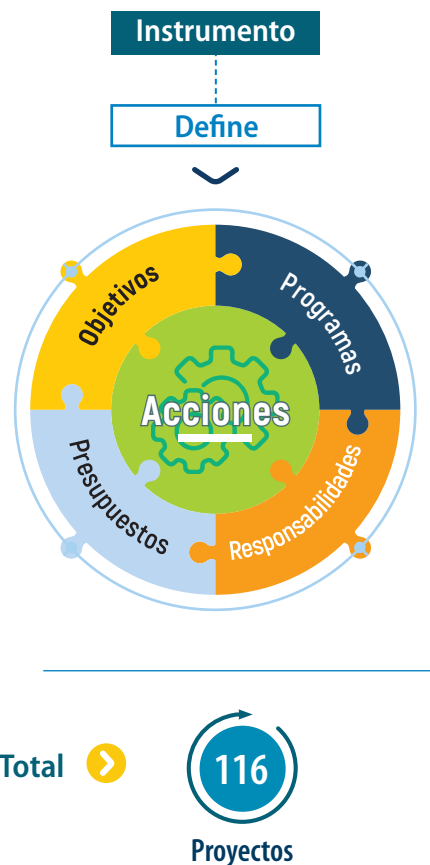 Instrumento
Define
Objetivos
Programas
Acciones
Presupuestos
Responsabilidades
Total
116
Proyectos